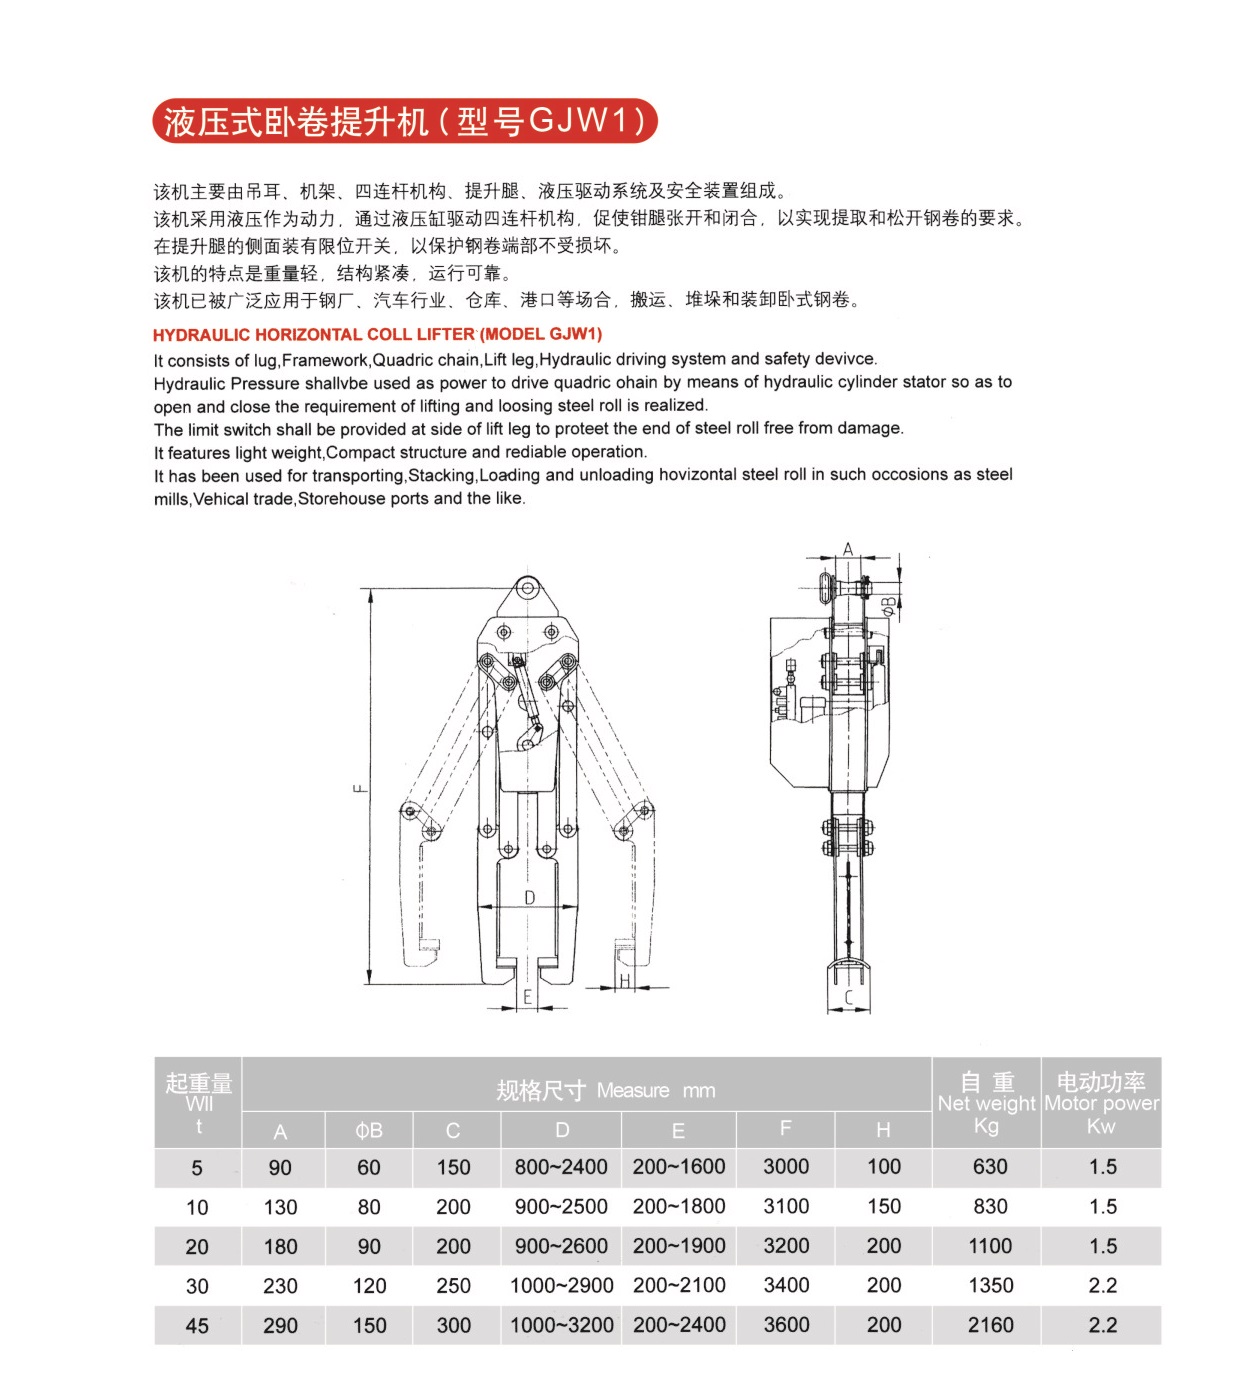 液压式卧卷提升机(型号GJW1)
该机主要由吊耳、机架、四连杆机构、提升腿、液压驱动系统及安全装置组成。
该机采用液压作为动力，通过液压缸驱动四连杆机构，促使钳腿张开和闭合，以实现提取和松开钢卷的要求。
在提升腿的侧面装有限位开关，以保护钢卷端部不受损坏。
该机的特点是重量轻，结构紧凑，运行可靠。
该机已被广泛应用于钢厂、汽车行业、仓库、港口等场合，搬运、堆垛和装卸卧式钢卷。
HYDRAULIC HORIZONTAL COLL LIFTER (MODEL GJW1)
It consists of lug,Framework,Quadric chain,Lift leg,Hydraulic driving system and safety devivce.
Hydraulic Pressure shallvbe used as power to drive quadric ohain by means of hydraulic cylinder stator so as to
open and close the requirement of lifting and loosing steel roll is realized.
The limit switch shall be provided at side of lift leg to proteet the end of steel roll free from damage.
It features light weight,Compact structure and rediable operation.
It has been used for transporting,Stacking,Loading and unloading hovizontal steel roll in such occosions as steel
mills,Vehical trade,Storehouse ports and the like.
A
ΦB
F
D
E
H
C
起重量 规格尺寸 Measure mm 自 重 电动功率
Wll Net weight Motor power
t A ΦB C D E F H Kg Kw
5 90 60 150 800~2400 200~1600 3000 100 630 1.5
10 130 80 200 900~2500 200~1800 3100 150 830 1.5
20 180 90 200 900~2600 200~1900 3200 200 1100 1.5
30 230 120 250 1000~2900 200~2100 3400 200 1350 2.2
45 290 150 300 1000~3200 200~2400 3600 200 2160 2.2